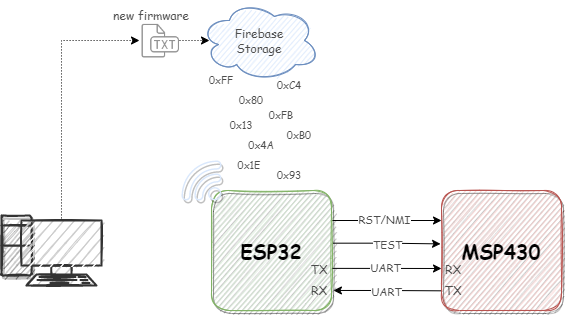 new firmware
TXT
Firebase
Storage
0xFF
0xC4
0x80
0xFB
0x13
0xB0
0x4A
0x1E
0x93
RST/NMI
ESP32
TEST
MSP430
TX
UART
RX
RX
UART
TX